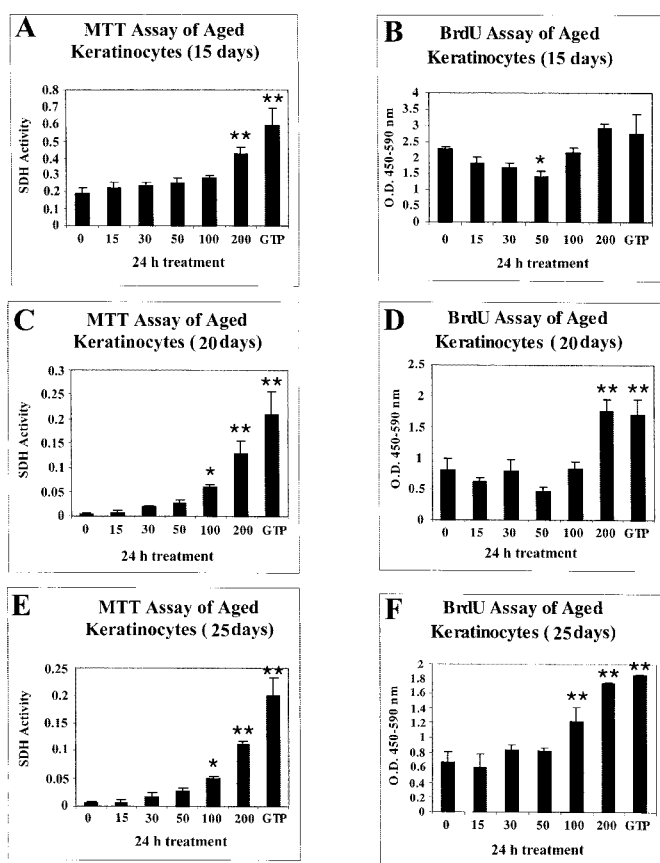 A
MTT Assay of Aged
Keratinocytes (15 days)
SDH Activity
0.8
0.7
0.6
0.5
0.4
0.3
0.2
0.1
0
**
**
0 15 30 50 100 200 GTP
24 h treatment
B
BrdU Assay of Aged
Keratinocytes (15 days)
O.D. 450-590 nm
4
3.5
3
2.5
2
1.5
1
0.5
0
*
0 15 30 50 100 200 GTP
24 h treatment
C
MTT Assay of Aged
Keratinocytes (20days)
SDH Activity
0.3
0.25
0.2
0.15
0.1
0.05
0
*
**
**
0 15 30 50 100 200 GTP
24 h treatment
D
BrdU Assay of Aged
Keratinocytes (20days)
O.D. 450-590 nm
2.5
2
1.5
1
0.5
0
** **
0 15 30 50 100 200 GTP
24 h treatment
E
MTT Assay of Aged
Keratinocytes (25days)
SDH Activity
0.25
0.2
0.1
0.1
0.05
0
*
**
**
0 15 30 50 100 200 GTP
24 h treatment
F
BrdU Assay of Aged
Keratinocytes (25days)
O.D. 450-590 nm
2
1.8
1.2
1
0.8
0.6
0.2
0
**
**
**
0 15 30 50 100 200 GTP
24 h treatment